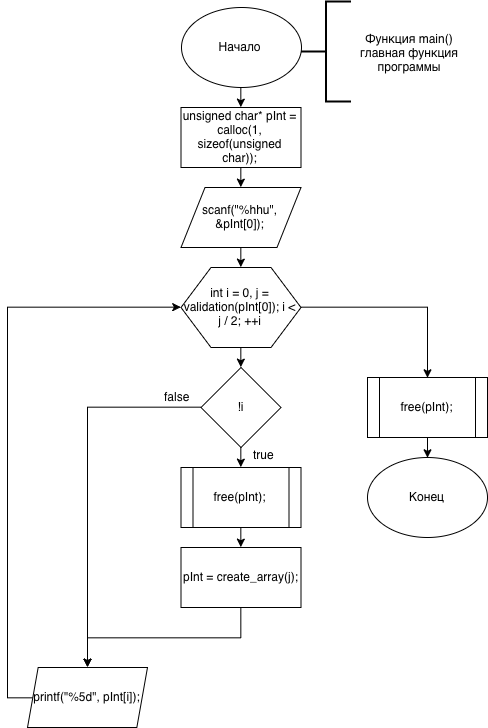 Начало
Функция main()
главная функция
программы
unsigned char* pInt =
calloc(1,
sizeof(unsigned
char));
scanf("%hhu",
&pInt[0]);
int i = 0, j =
validation(pInt[0]); i <
j / 2; ++i
false
!i
true
free(pInt);
free(pInt);
Конец
pInt = create_array(j);
printf("%5d", pInt[i]);